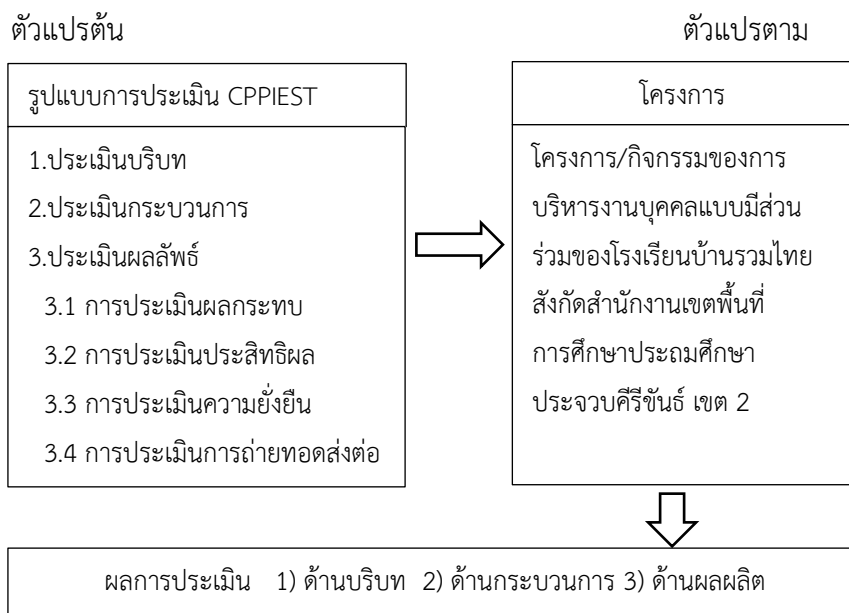 ตัวแปรต้น
ตัวแปรตาม
รูปแบบการประเมิน CPPIEST
1.ประเมินบริบท
2.ประเมินกระบวนการ
3.ประเมินผลลัพธ์
3.1 การประเมินผลกระทบ
3.2 การประเมินประสิทธิผล
3.3 การประเมินความยั่งยืน
3.4 การประเมินการถ่ายทอดส่งต่อ
โครงการ
โครงการ/กิจกรรมของการ
บริหารงานบุคคลแบบมีส่วน
ร่วมของโรงเรียนบ้านรวมไทย
สังกัดสำนักงานเขตพื้นที่
การศึกษาประถมศึกษา
ประจวบคีรีขันธ์ เขต 2
ผลการประเมิน 1) ด้านบริบท 2) ด้านกระบวนการ 3) ด้านผลผลิต